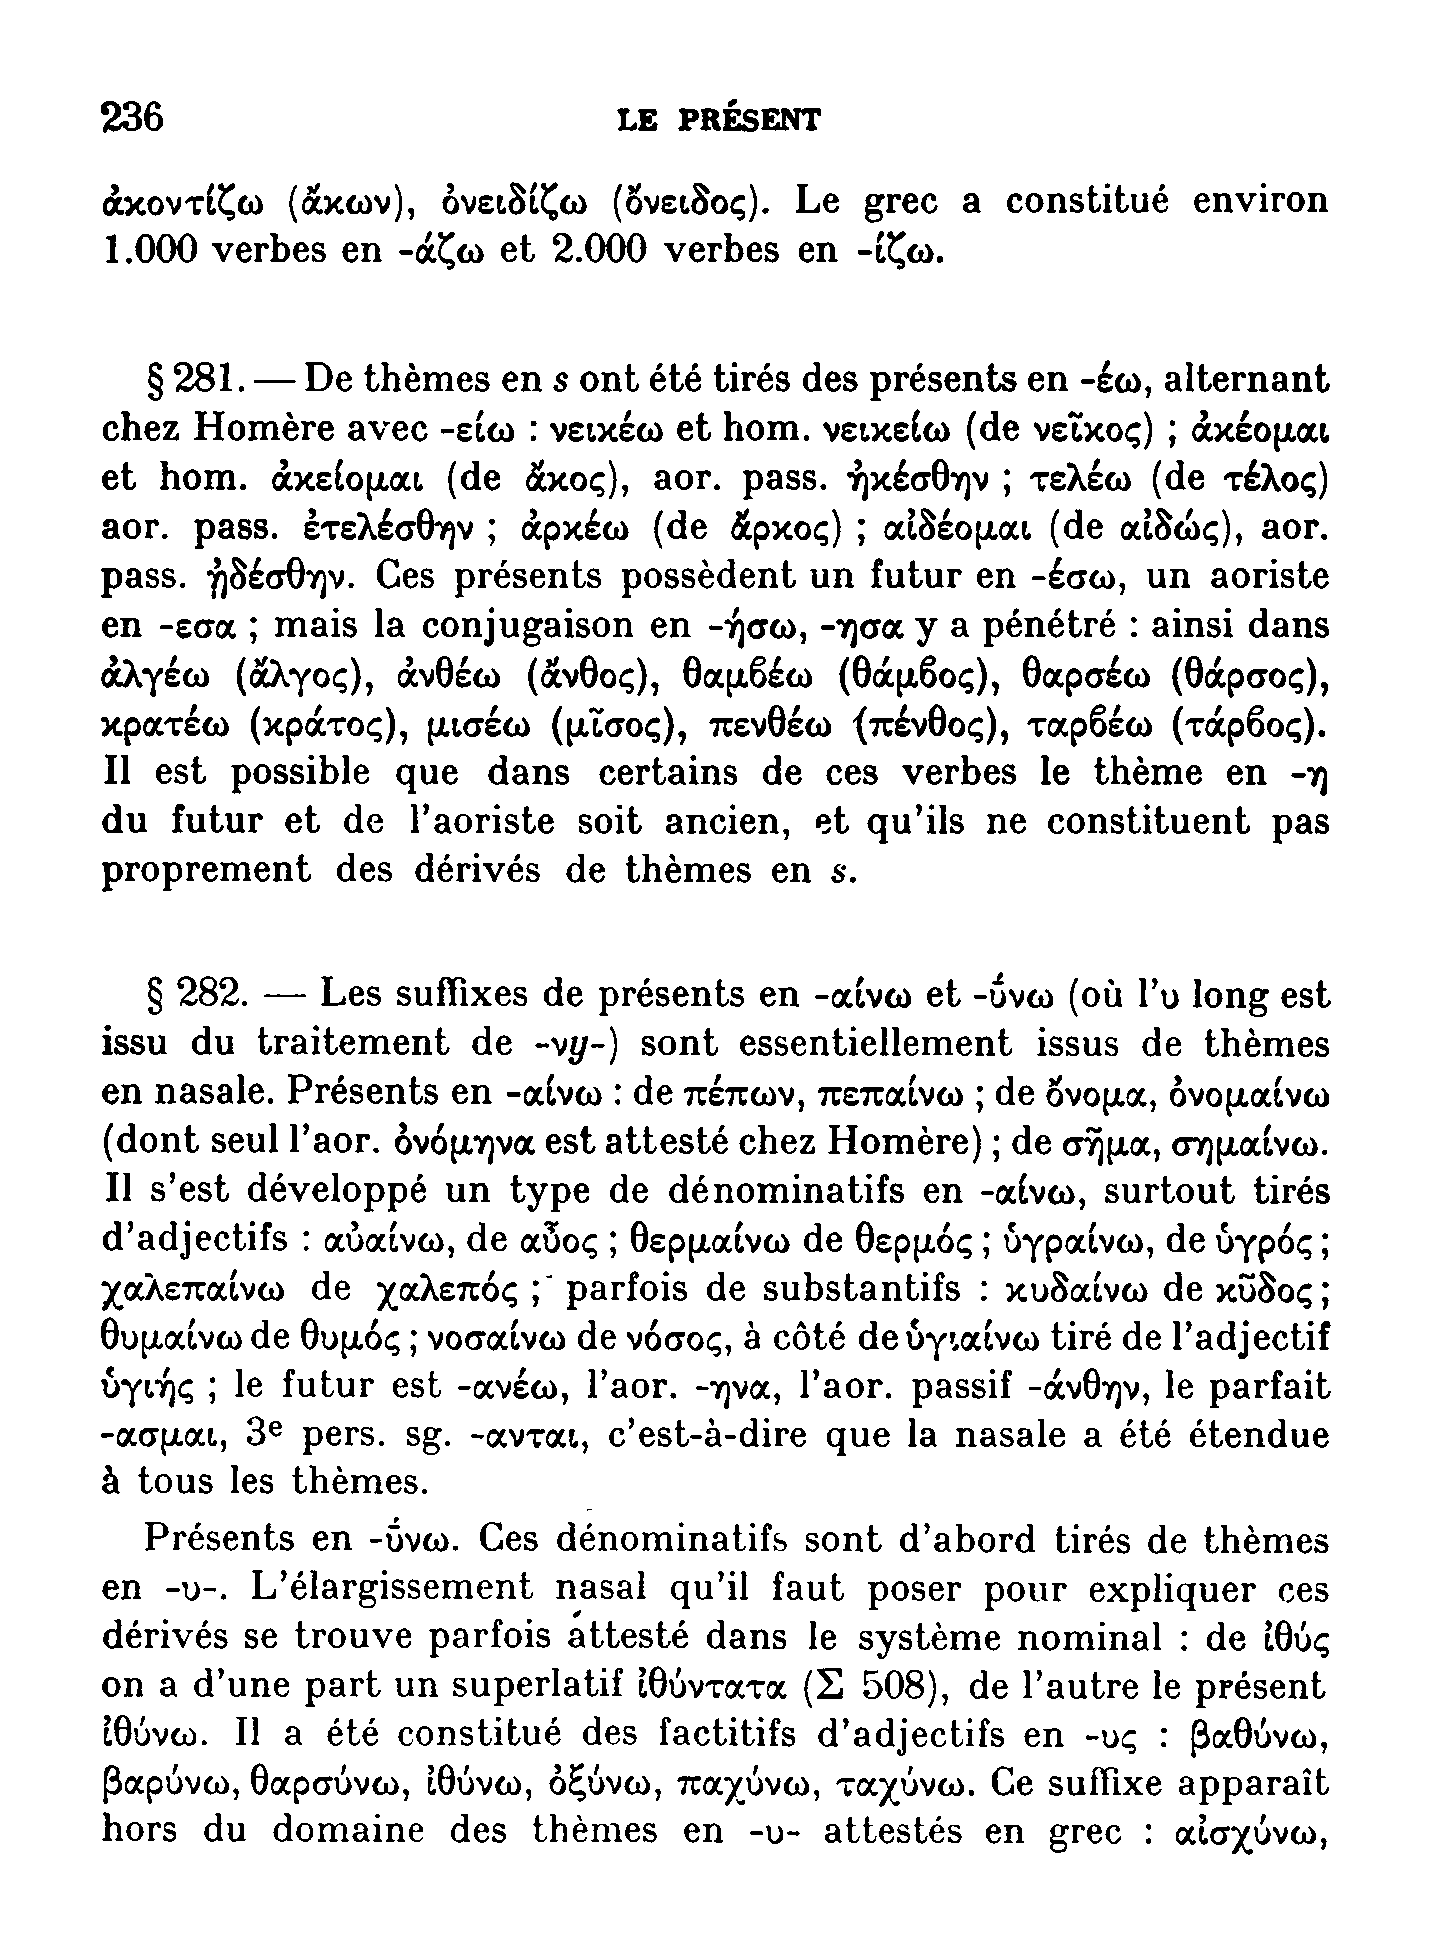 236 LE PRÉSENT
ἀκοντίζω (ἄκων), ὀνειδίζω (ὄνειδος). Le grec a constitué environ
1.000 verbes en -άζω et 2.000 verbes en -ίζω.
§ 281. — De thèmes en s ont été tirés des présents en -έω, alternant
chez Homère avec -είω : νεικέω et hom. νεικείω (de νεῖκος) ; ἀκέομαι
et hom. ἀκείομαι (de ἄκος), aor. pass. ἠκέσθην ; τελέω (de τέλος)
aor. pass. ἐτελέσθην ; ἀρκέω (de ἄρκος) ; αἰδέομαι (de αἰδώς), aor.
pass. ᾐδέσθην. Ces présents possèdent un futur en -έσω, un aoriste
en -εσα ; mais la conjugaison en -ήσω, -ησα y a pénétré : ainsi dans
ἀλγέω (ἄλγος), ἀνθέω (ἄνθος), θαμϐέω (θάμϐος), θαρσέω (θάρσος),
κρατέω (κράτος), μισέω (μῖσος), πενθέω (πένθος), ταρϐέω (τάρϐος).
Il est possible que dans certains de ces verbes le thème en -η
du futur et de l'aoriste soit ancien, et qu'ils ne constituent pas
proprement des dérivés de thèmes en s.
§ 282. — Les suffixes de présents en -αίνω et -ῡ́νω (où l'υ long est
issu du traitement de -νy-) sont essentiellement issus de thèmes
en nasale. Présents en -αίνω : de πέπων, πεπαίνω ; de ὄνομα, ὀνομαίνω
(dont seul l'aor. ὀνόμηνα est attesté chez Homère) ; de σῆμα, σημαίνω.
Il s'est développé un type de dénominatifs en -αίνω, surtout tirés
d'adjectifs : αὐαίνω, de αὖος ; θερμαίνω de θερμός ; ὑγραίνω, de ὑγρός ;
χαλεπαίνω de χαλεπός ; parfois de substantifs : κυδαίνω de κῦδος ;
θυμαίνω de θυμός ; νοσαίνω de νόσος, à côté de ὑγιαίνω tiré de l'adjectif
ὑγιής ; le futur est -ανέω, l'aor. -ηνα, l'aor. passif -άνθην, le parfait
-ασμαι, 3e pers. sg. -ανται, c'est-à-dire que la nasale a été étendue
à tous les thèmes.
Présents en -ῡ́νω. Ces dénominatifs sont d'abord tirés de thèmes
en -υ-. L'élargissement nasal qu'il faut poser pour expliquer ces
dérivés se trouve parfois attesté dans le système nominal : de ἰθύς
on a d'une part un superlatif ἰθύντατα (Σ 508), de l'autre le présent
ἰθύνω. Il a été constitué des factitifs d'adjectifs en -υς : βαθύνω,
βαρύνω, θαρσύνω, ἰθύνω, ὀξύνω, παχύνω, ταχύνω. Ce suffixe apparaît
hors du domaine des thèmes en -υ- attestés en grec : αἰσχύνω,